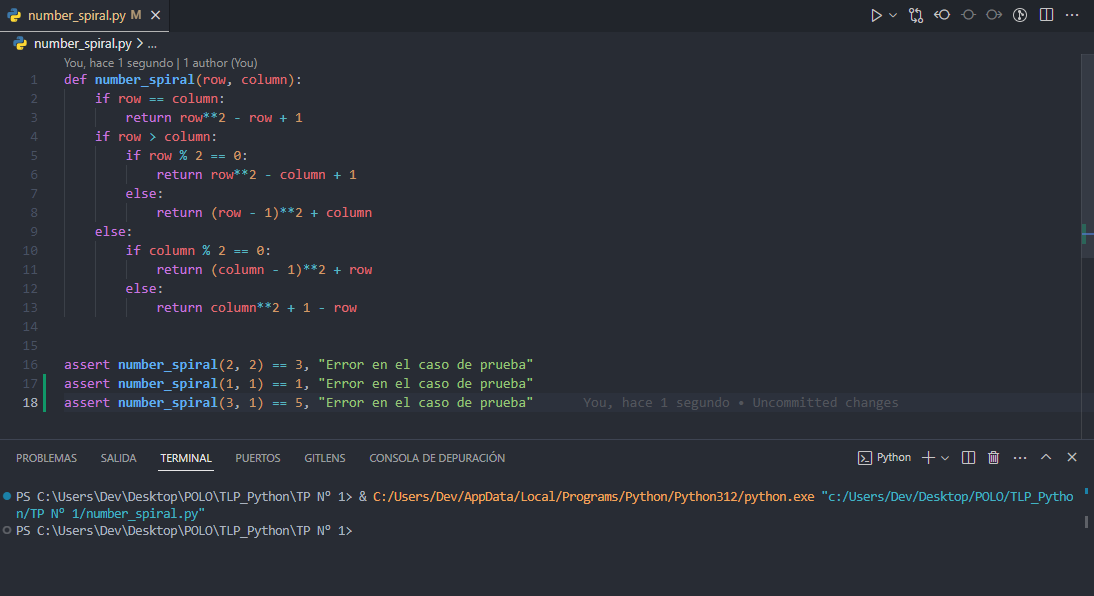 number_spiral.py M
number_spiral.py > ...
You, hace 1 segundo | 1 author (You)
1 def number_spiral(row, column):
2 if row == column:
3 return row**2 - row + 1
4 if row > column:
5 if row % 2 == 0:
6 return row**2 - column + 1
7 else:
8 return (row - 1)**2 + column
9 else:
10 if column % 2 == 0:
11 return (column - 1)**2 + row
12 else:
13 return column**2 + 1 - row
14
15
16 assert number_spiral(2, 2) == 3, "Error en el caso de prueba"
17 assert number_spiral(1, 1) == 1, "Error en el caso de prueba"
18 assert number_spiral(3, 1) == 5, "Error en el caso de prueba" You, hace 1 segundo • Uncommitted changes
PROBLEMAS SALIDA TERMINAL PUERTOS GITLENS CONSOLA DE DEPURACIÓN Python
PS C:\Users\Dev\Desktop\POLO\TLP_Python\TP Nº 1> & C:/Users/Dev/AppData/Local/Programs/Python/Python312/python.exe "c:/Users/Dev/Desktop/POLO/TLP_Pytho
n/TP Nº 1/number_spiral.py"
PS C:\Users\Dev\Desktop\POLO\TLP_Python\TP Nº 1>